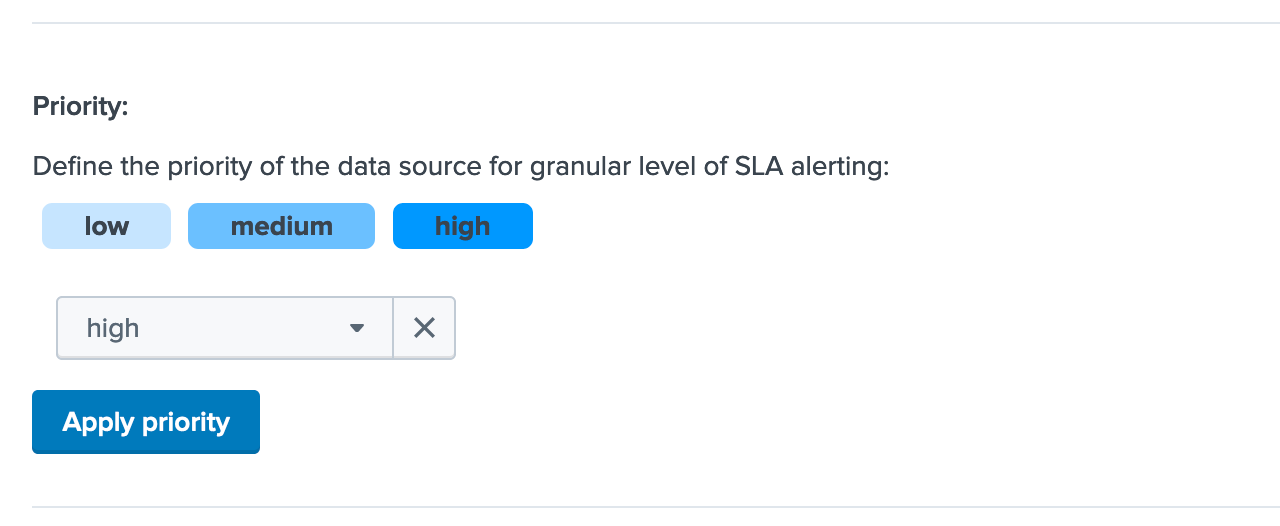 Priority:
Define the priority of the data source for granular level of SLA alerting:
low medium high
high
Apply priority